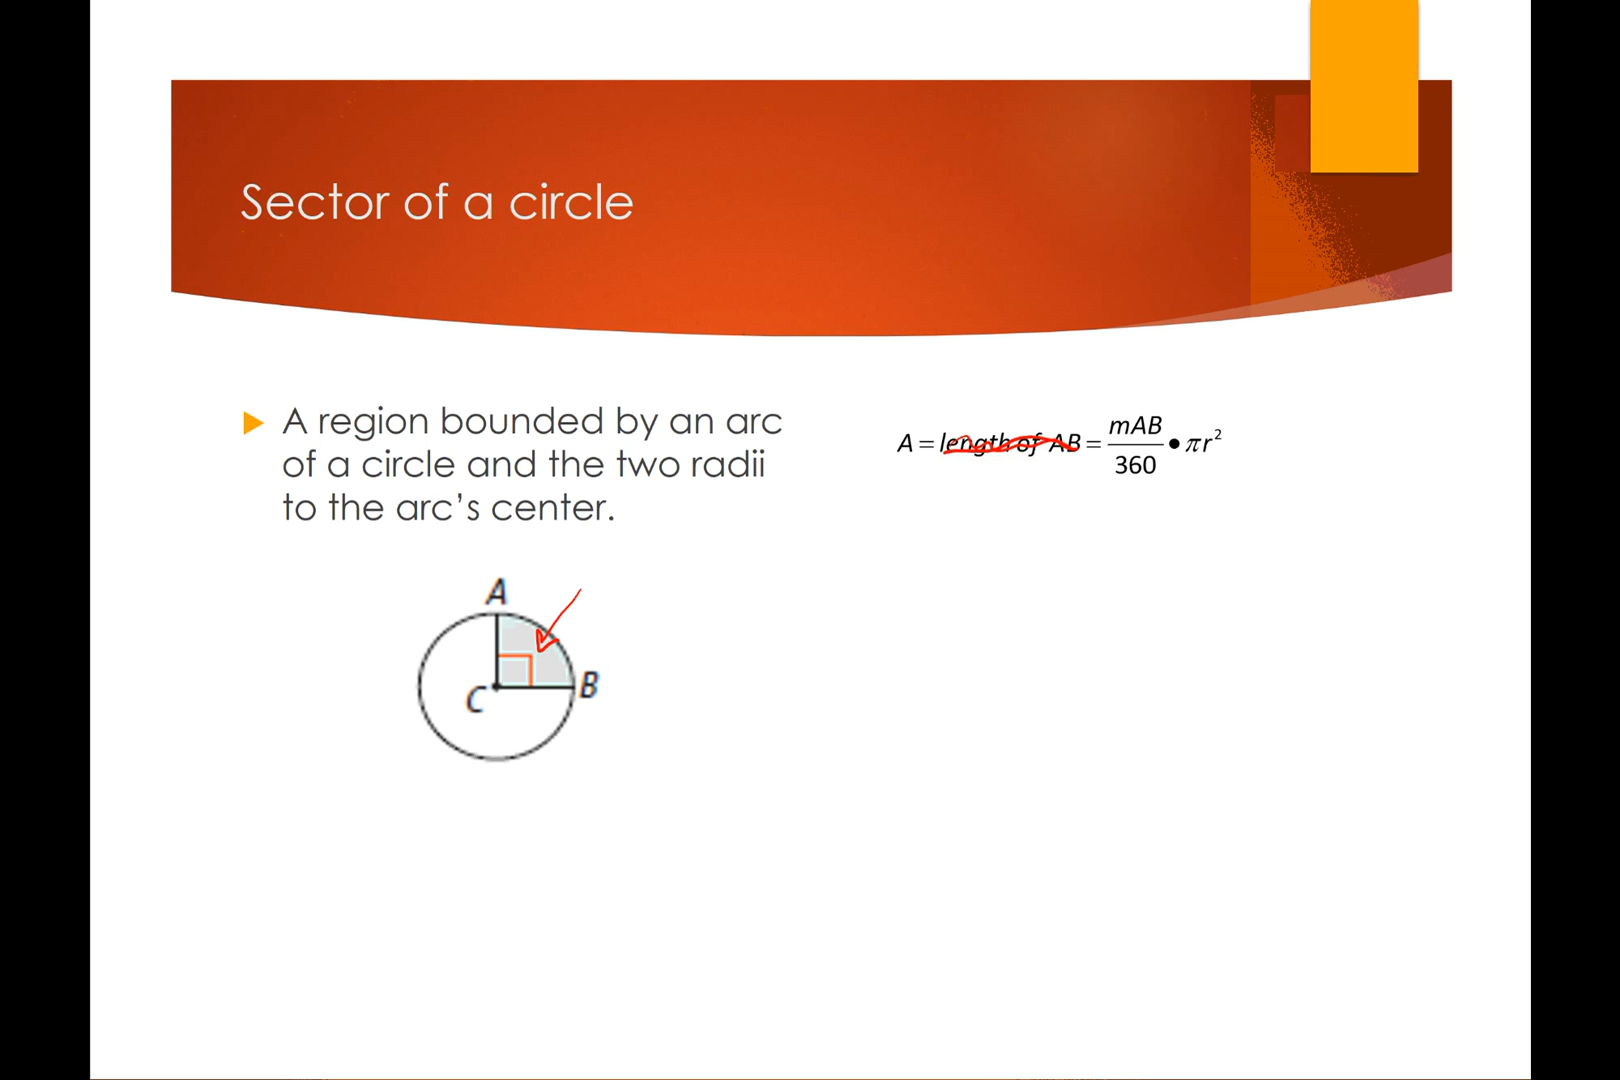 Sector of a circle
A region bounded by an arc
of a circle and the two radii
to the arc’s center.
A = length of AB = mAB/360 • πr²
A
C
B